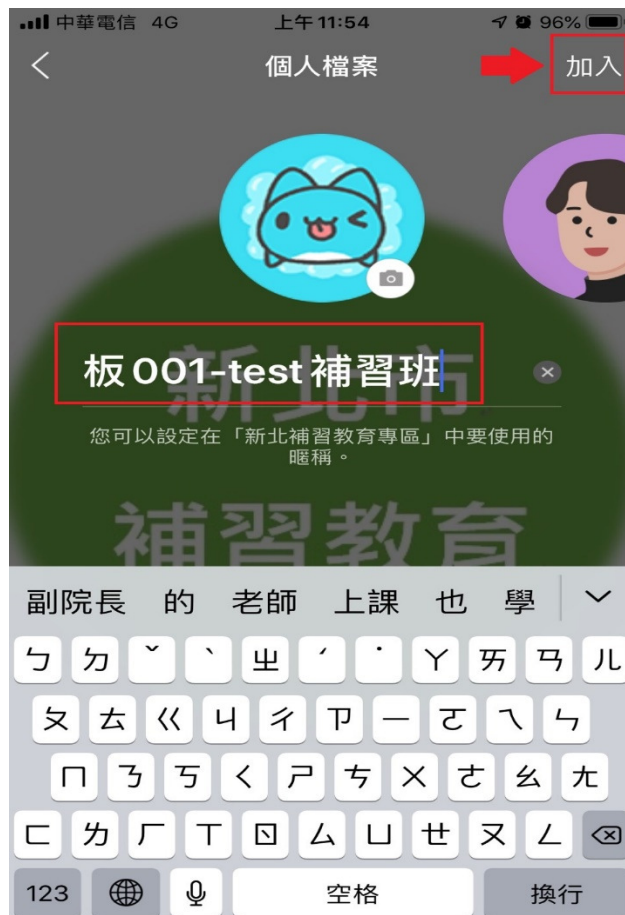 中華電信 4G 上午11:54 96%
個人檔案 加入
板001-test補習班
新北市
您可以設定在「新北補習教育專區」中要使用的
暱稱。
補習教育
副院長 的 老師 上課 也 學
ㄅ ㄉ ˇ ˋ ㄓ ˊ ˙ ㄚ ㄞ ㄢ ㄦ
ㄆ ㄊ ㄍ ㄐ ㄔ ㄗ ㄧ ㄛ ㄟ ㄣ
ㄇ ㄋ ㄎ ㄑ ㄕ ㄘ ㄨ ㄜ ㄠ ㄤ
ㄈ ㄌ ㄏ ㄒ ㄖ ㄙ ㄩ ㄝ ㄡ ㄥ
123 空格 換行